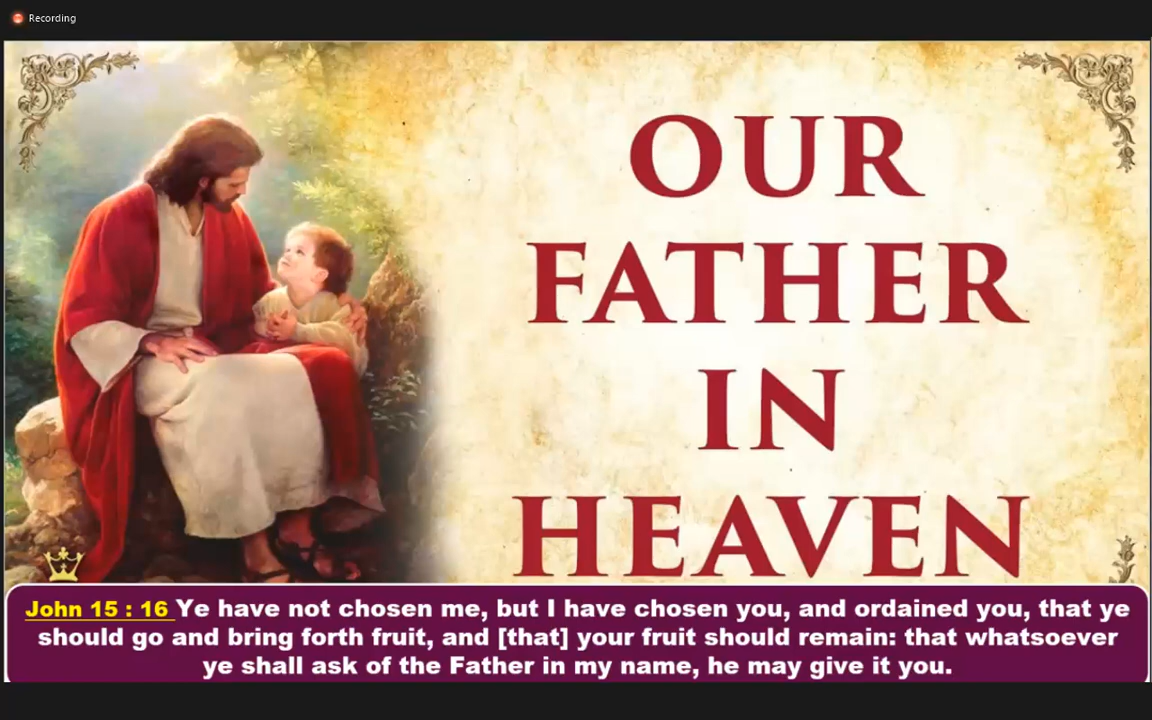 Recording
OUR
FATHER
IN
HEAVEN
John 15 : 16 Ye have not chosen me, but I have chosen you, and ordained you, that ye
should go and bring forth fruit, and [that] your fruit should remain: that whatsoever
ye shall ask of the Father in my name, he may give it you.